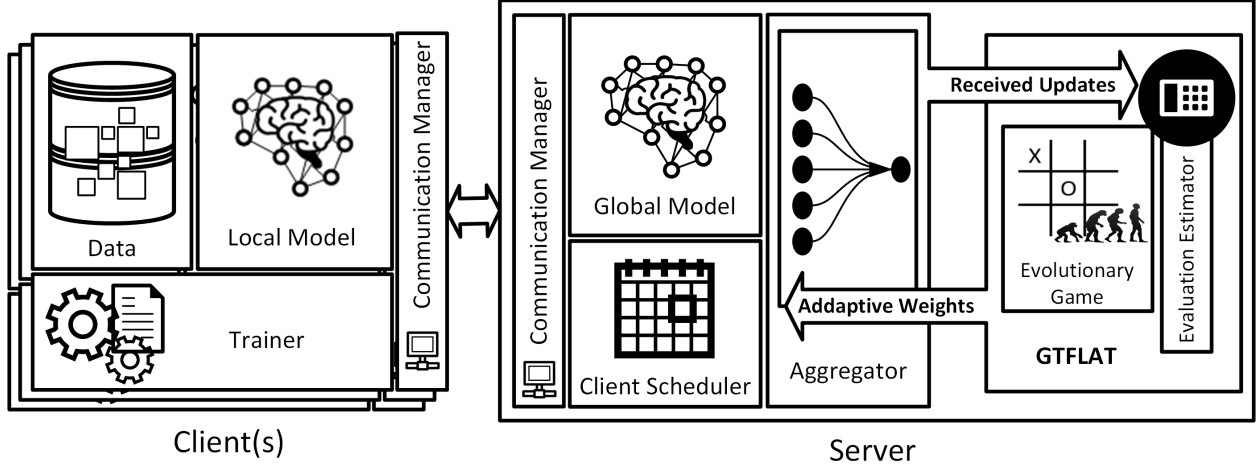 Data
Local Model
Trainer
Communication Manager
Client(s)
Communication Manager
Global Model
Client Scheduler
Aggregator
Received Updates
Addaptive Weights
X
O
Evolutionary
Game
Evaluation Estimator
GTFLAT
Server